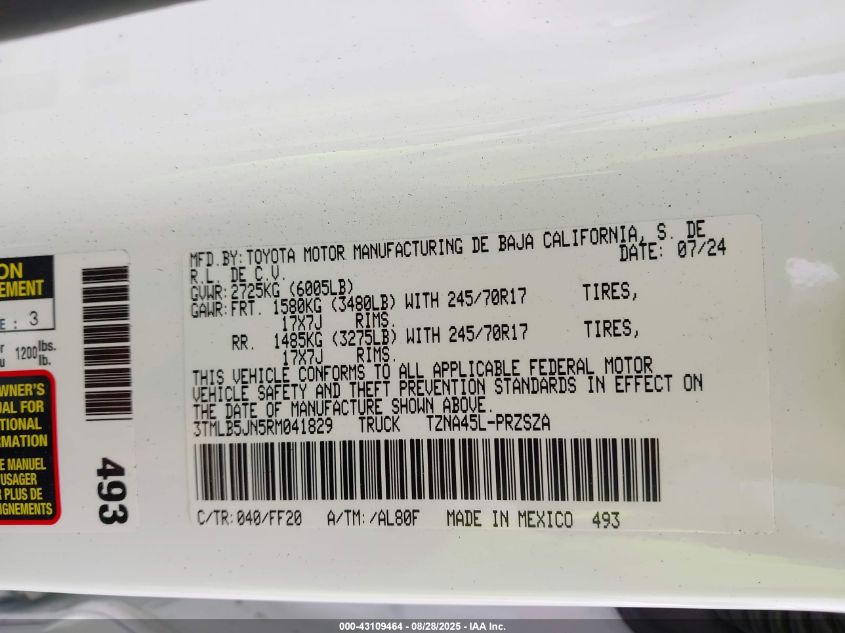 ON
EMENT
E : 3
r 1200 lbs.
u lb.
OWNER'S
UAL FOR
TIONAL
RMATION
E MANUEL
'USAGER
R PLUS DE
IGNEMENTS
493
MFD.BY:TOYOTA MOTOR MANUFACTURING DE BAJA CALIFORNIA, S. DE
R.L. DE C.V. DATE: 07/24
GVWR:2725KG (6005LB)
GAWR:FRT. 1580KG (3480LB) WITH 245/70R17 TIRES,
17X7J RIMS.
RR. 1485KG (3275LB) WITH 245/70R17 TIRES,
17X7J RIMS.
THIS VEHICLE CONFORMS TO ALL APPLICABLE FEDERAL MOTOR
VEHICLE SAFETY AND THEFT PREVENTION STANDARDS IN EFFECT ON
THE DATE OF MANUFACTURE SHOWN ABOVE.
3TMLB5JN5RM041829 TRUCK TZNA45L-PRZSZA
C/TR:040/FF20 A/TM:/AL80F MADE IN MEXICO 493
000-43109464 - 08/28/2025 - IAA Inc.